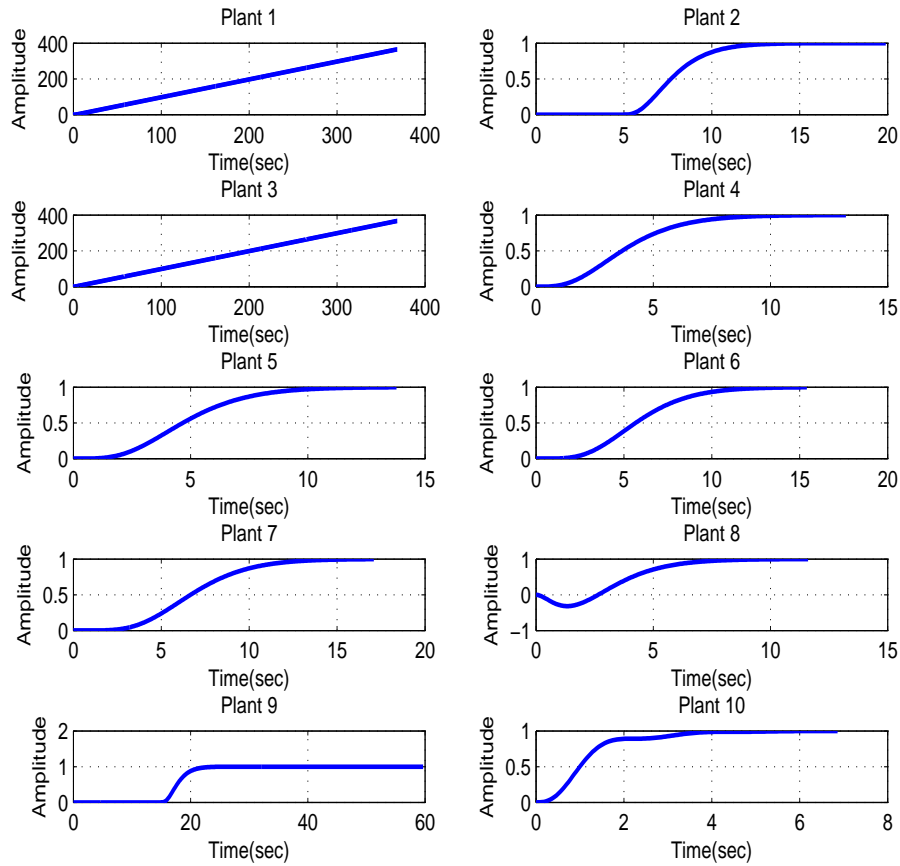 Plant 1
Amplitude
400
200
0
0 100 200 300 400
Time(sec)
Plant 2
Amplitude
1
0.5
0
0 5 10 15 20
Time(sec)
Plant 3
Amplitude
400
200
0
0 100 200 300 400
Time(sec)
Plant 4
Amplitude
1
0.5
0
0 5 10 15
Time(sec)
Plant 5
Amplitude
1
0.5
0
0 5 10 15
Time(sec)
Plant 6
Amplitude
1
0.5
0
0 5 10 15 20
Time(sec)
Plant 7
Amplitude
1
0.5
0
0 5 10 15 20
Time(sec)
Plant 8
Amplitude
1
0
−1
0 5 10 15
Time(sec)
Plant 9
Amplitude
2
1
0
0 20 40 60
Time(sec)
Plant 10
Amplitude
1
0.5
0
0 2 4 6 8
Time(sec)